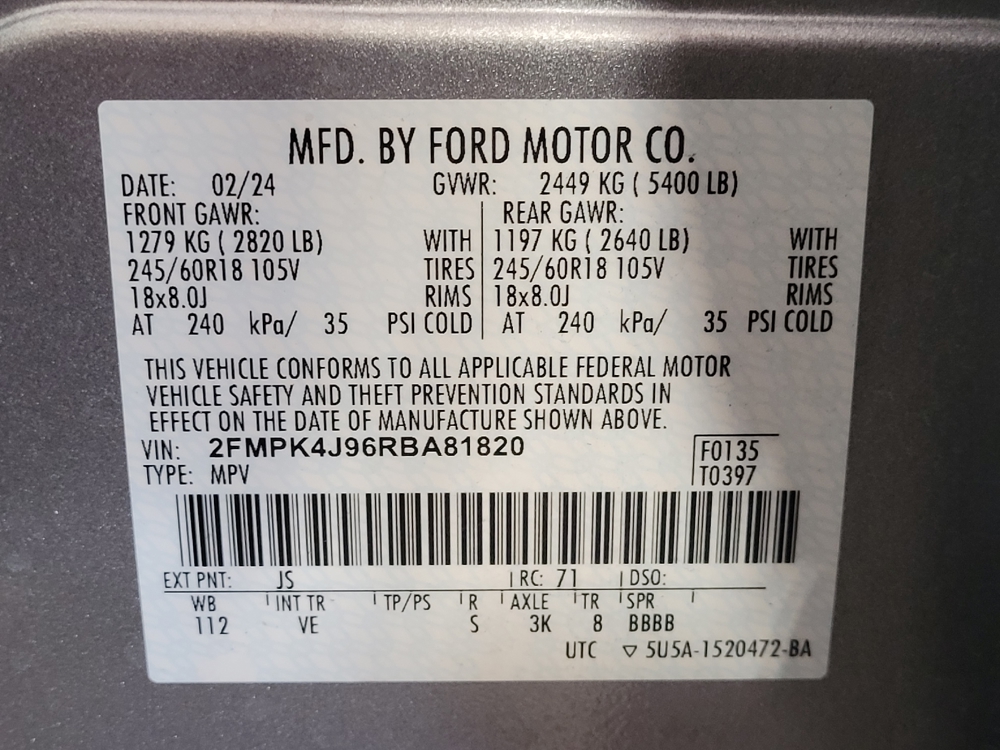 MFD. BY FORD MOTOR CO.
DATE: 02/24 GVWR: 2449 KG ( 5400 LB)
FRONT GAWR: REAR GAWR:
1279 KG ( 2820 LB) WITH 1197 KG ( 2640 LB) WITH
245/60R18 105V TIRES 245/60R18 105V TIRES
18x8.0J RIMS 18x8.0J RIMS
AT 240 kPa/ 35 PSI COLD AT 240 kPa/ 35 PSI COLD
THIS VEHICLE CONFORMS TO ALL APPLICABLE FEDERAL MOTOR
VEHICLE SAFETY AND THEFT PREVENTION STANDARDS IN
EFFECT ON THE DATE OF MANUFACTURE SHOWN ABOVE.
VIN: 2FMPK4J96RBA81820 F0135
TYPE: MPV T0397
EXT PNT: JS RC: 71 DSO:
WB INT TR TP/PS R AXLE TR SPR
112 VE S 3K 8 BBBB
UTC ▽ 5U5A-1520472-BA